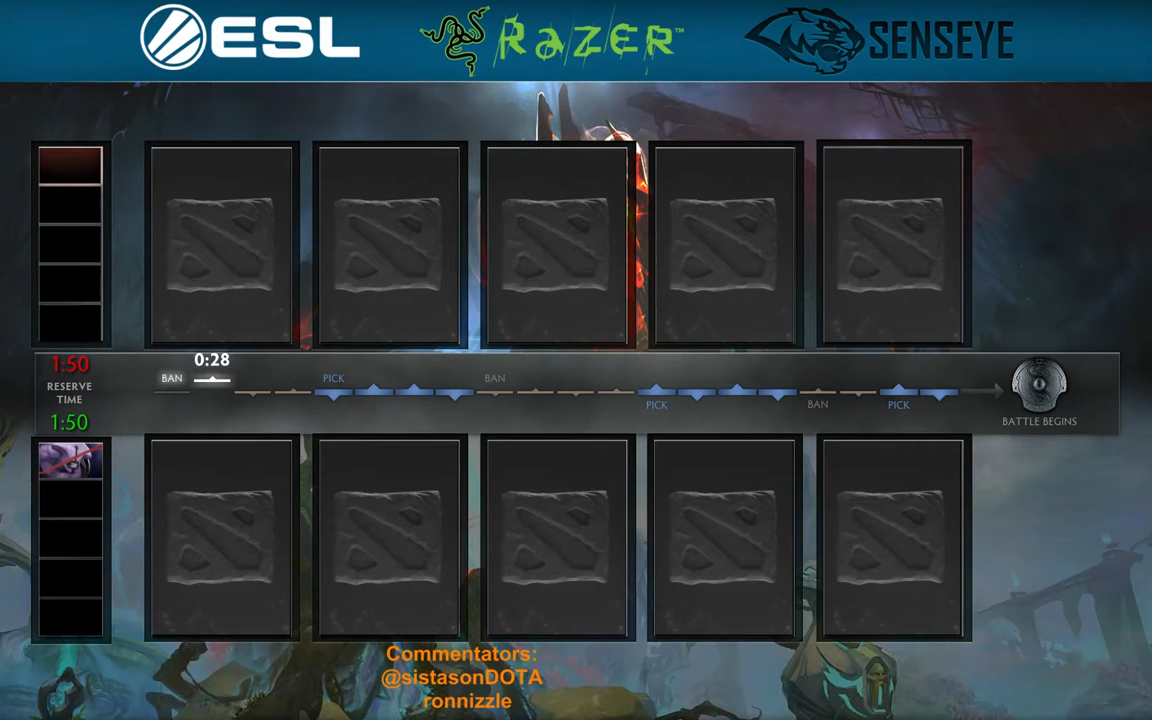 ESL RAZER™ SENSEYE
1:50
RESERVE
TIME
1:50
BAN
0:28
PICK
BAN
PICK
BAN
PICK
BATTLE BEGINS
Commentators:
@sistasonDOTA
ronnizzle